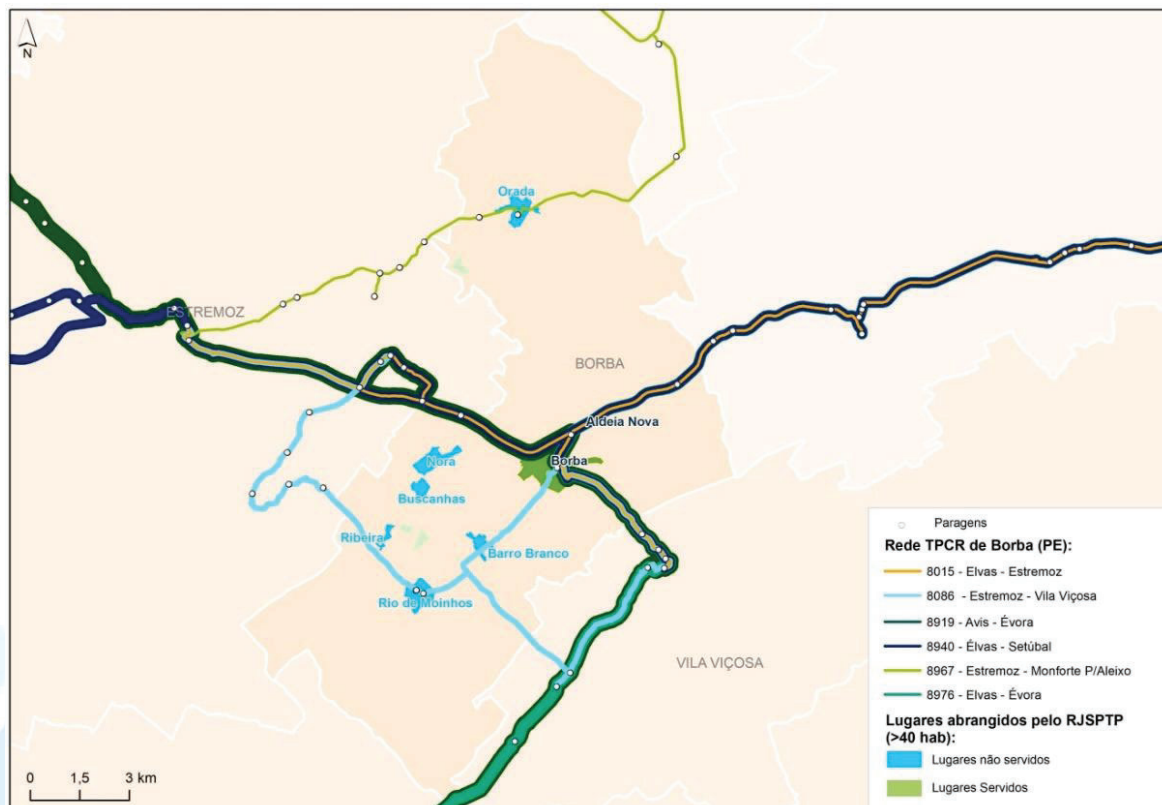 N
Orada
ESTREMOZ
BORBA
Aldeia Nova
Borba
Nora
Buscanhas
Ribeira
Barro Branco
Rio de Moinhos
VILA VIÇOSA
0 1,5 3 km
Paragens
Rede TPCR de Borba (PE):
8015 - Elvas - Estremoz
8086 - Estremoz - Vila Viçosa
8919 - Avis - Évora
8940 - Élvas - Setúbal
8967 - Estremoz - Monforte P/Aleixo
8976 - Elvas - Évora
Lugares abrangidos pelo RJSPTP
(>40 hab):
Lugares não servidos
Lugares Servidos